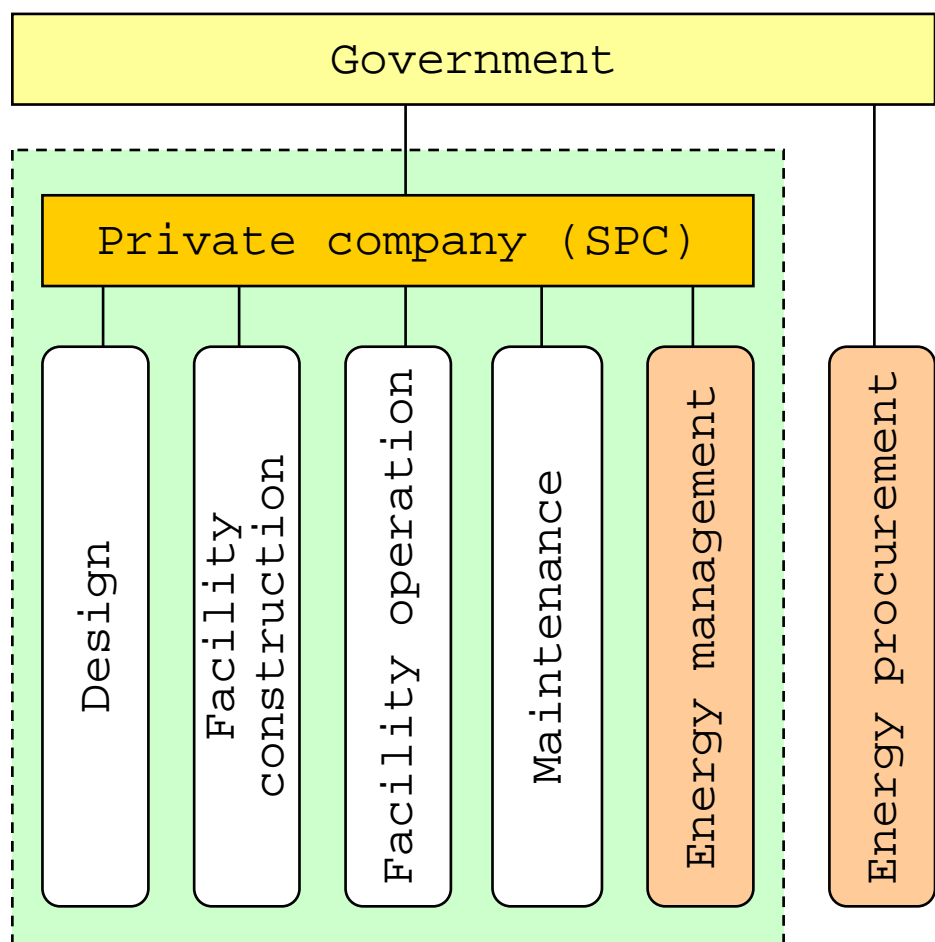 Government
Private company (SPC)
Design
Facility
construction
Facility operation
Maintenance
Energy management
Energy procurement